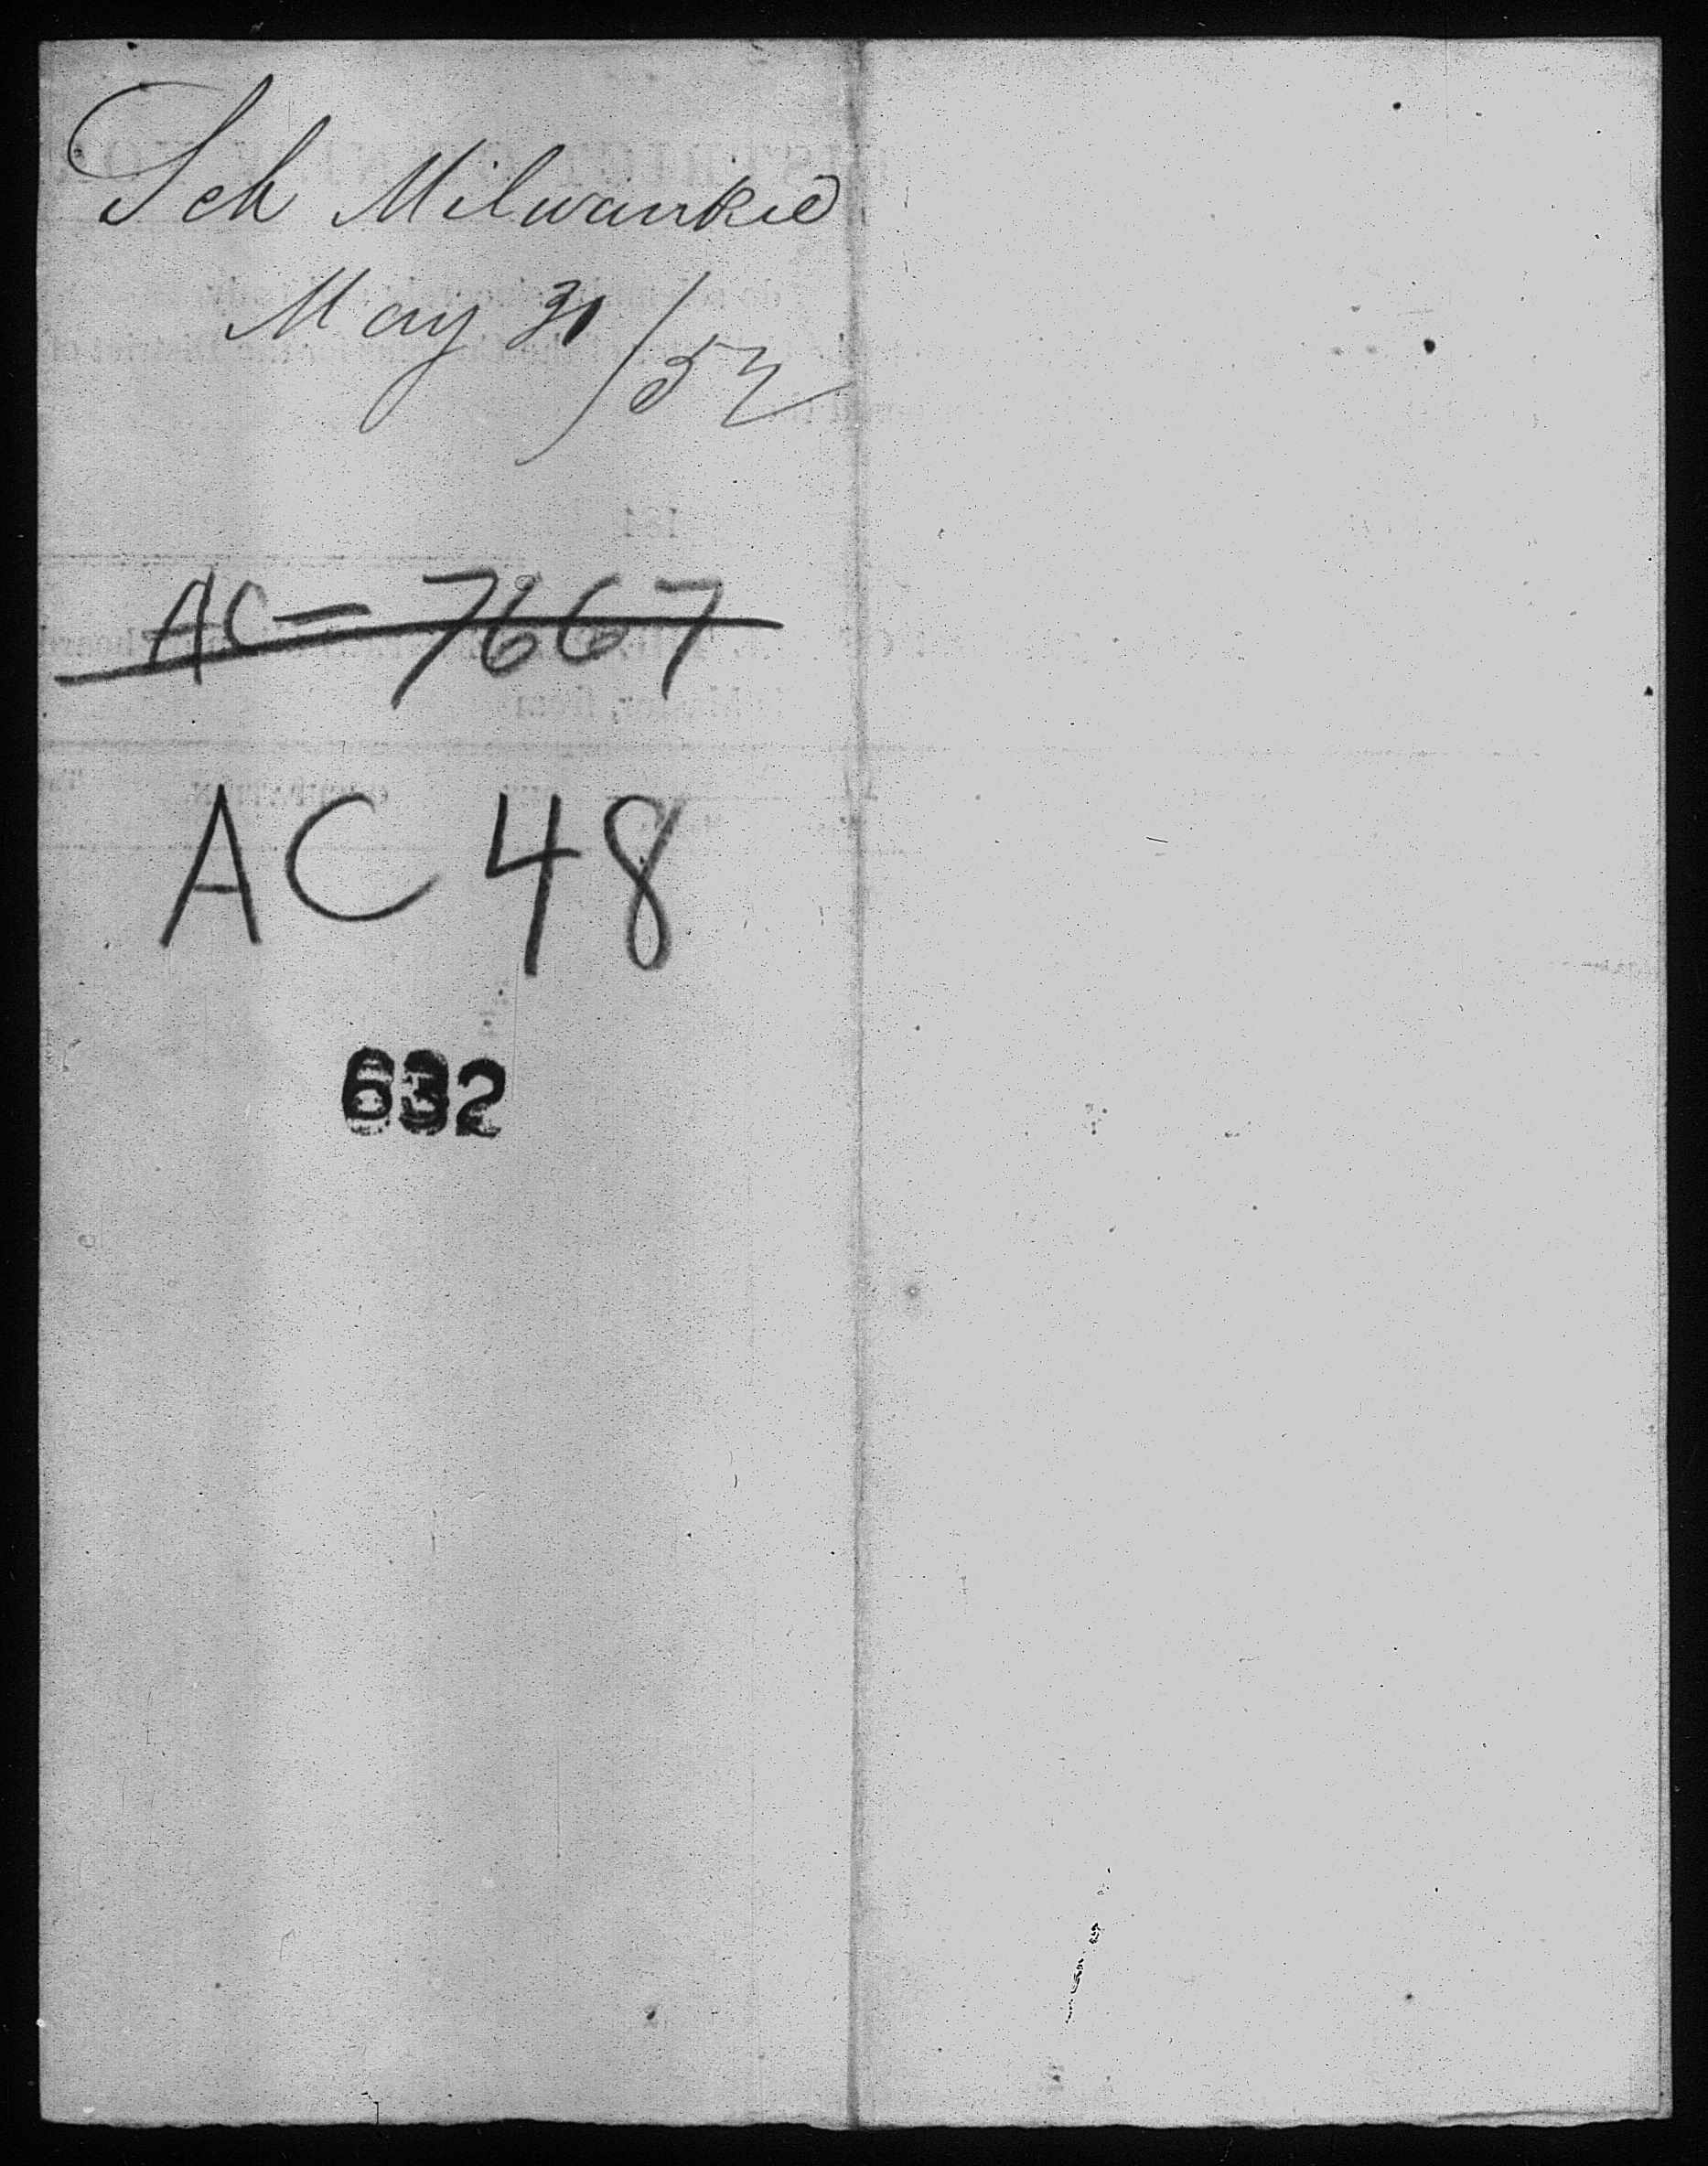 Sch Milwaukie
May 31/52
AC = 7667
AC 48
632